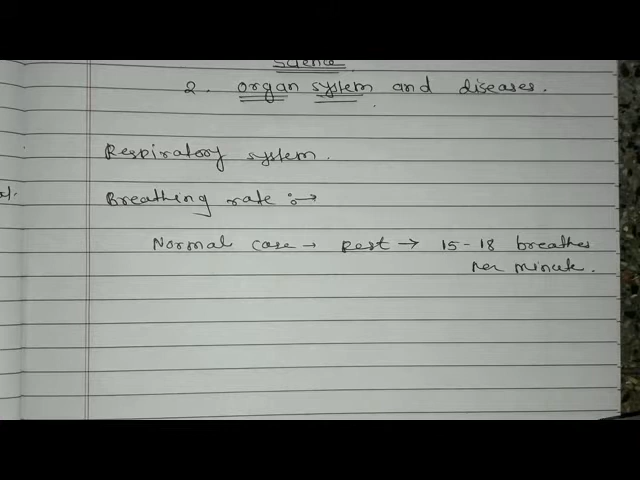 Science
2. Organ system and diseases.
Respiratory system.
Breathing rate :→
Normal case → Rest → 15-18 breathes
per minute.